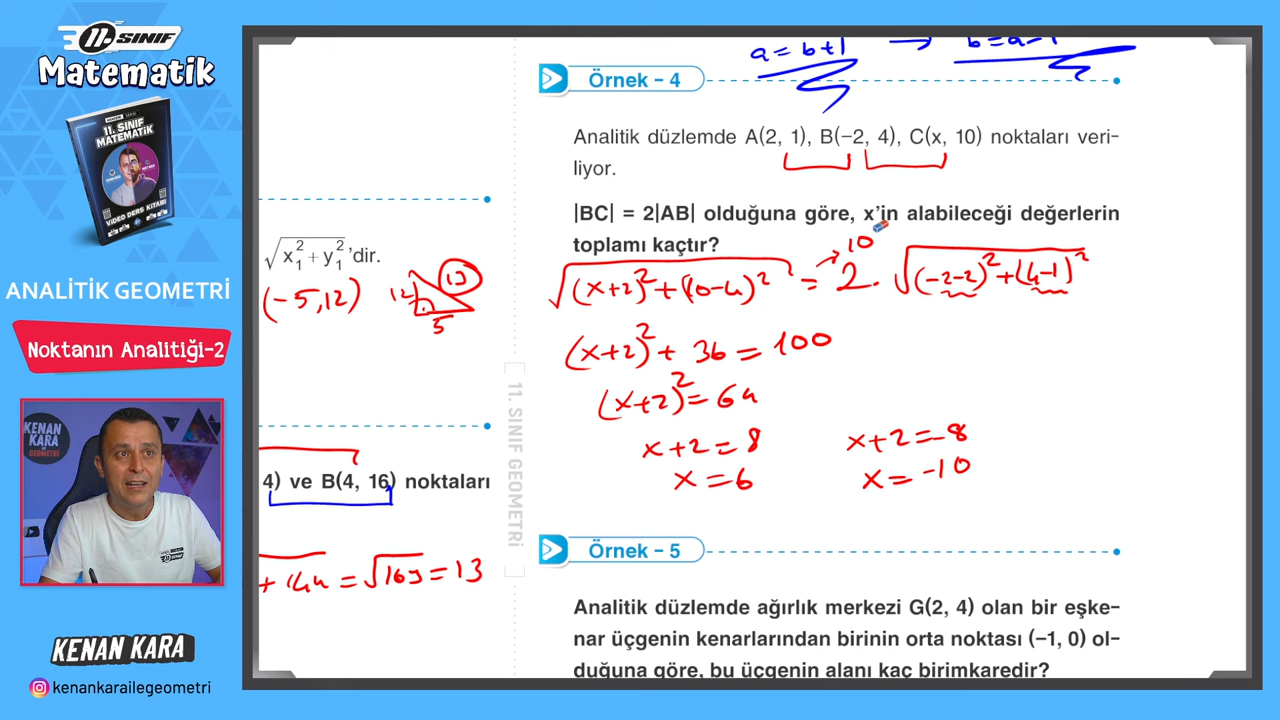 11. SINIF
Matematik
11. SINIF
MATEMATİK
VİDEO DERS KİTABI
ANALİTİK GEOMETRİ
Noktanın Analitiği-2
KENAN
KARA
GEOMETRİ
11. SINIF
KENAN KARA
kenankarailegeometri
√x₁² + y₁² 'dir.
(-5,12)
12
13
5
4) ve B(4, 16) noktaları
+ 144 = √169 = 13
11. SINIF GEOMETRİ
a = b+1 → b = a-1
Örnek - 4
Analitik düzlemde A(2, 1), B(−2, 4), C(x, 10) noktaları veri-
liyor.
|BC| = 2|AB| olduğuna göre, x'in alabileceği değerlerin
toplamı kaçtır?
10
√(x+2)² + (10-4)² = 2.√(-2-2)² + (4-1)²
(x+2)² + 36 = 100
(x+2)² = 64
x+2 = 8 x+2 = -8
x = 6 x = -10
Örnek - 5
Analitik düzlemde ağırlık merkezi G(2, 4) olan bir eşke-
nar üçgenin kenarlarından birinin orta noktası (−1, 0) ol-
duğuna göre, bu üçgenin alanı kaç birimkaredir?